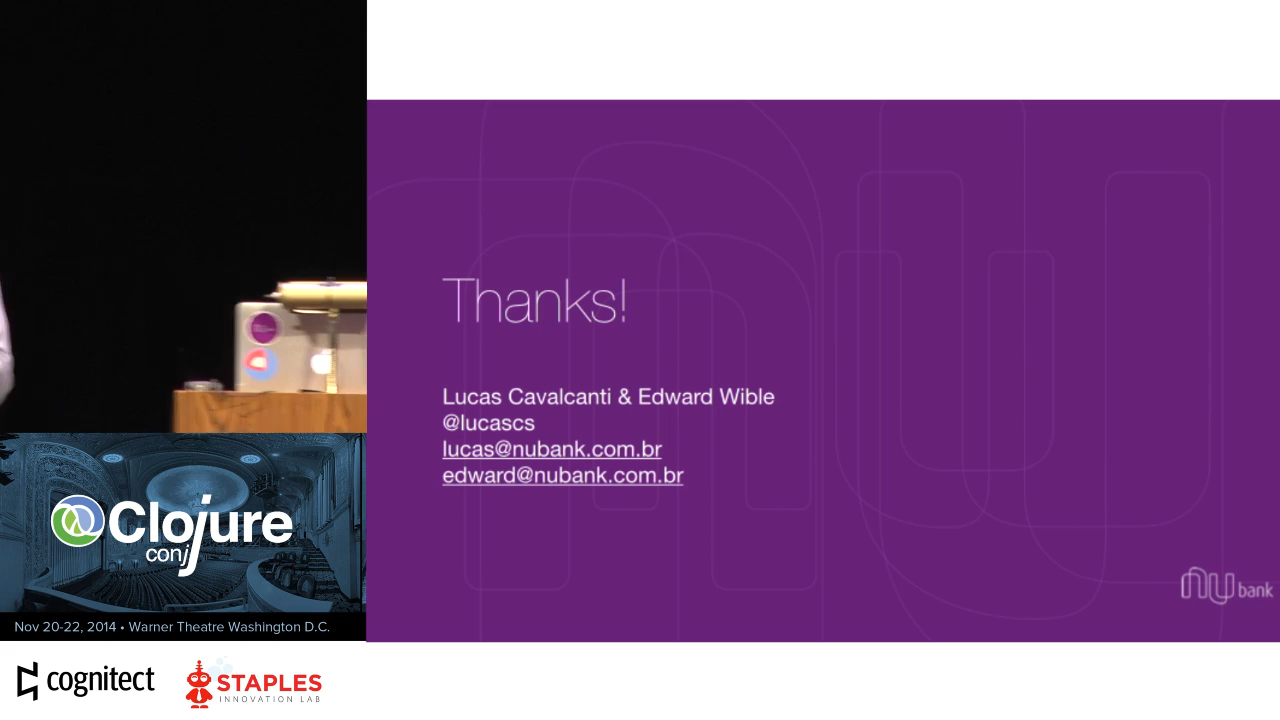 Thanks!
Lucas Cavalcanti & Edward Wible
@lucascs
lucas@nubank.com.br
edward@nubank.com.br
nu bank
Clojure
conj
Nov 20-22, 2014 • Warner Theatre Washington D.C.
cognitect
STAPLES
INNOVATION LAB